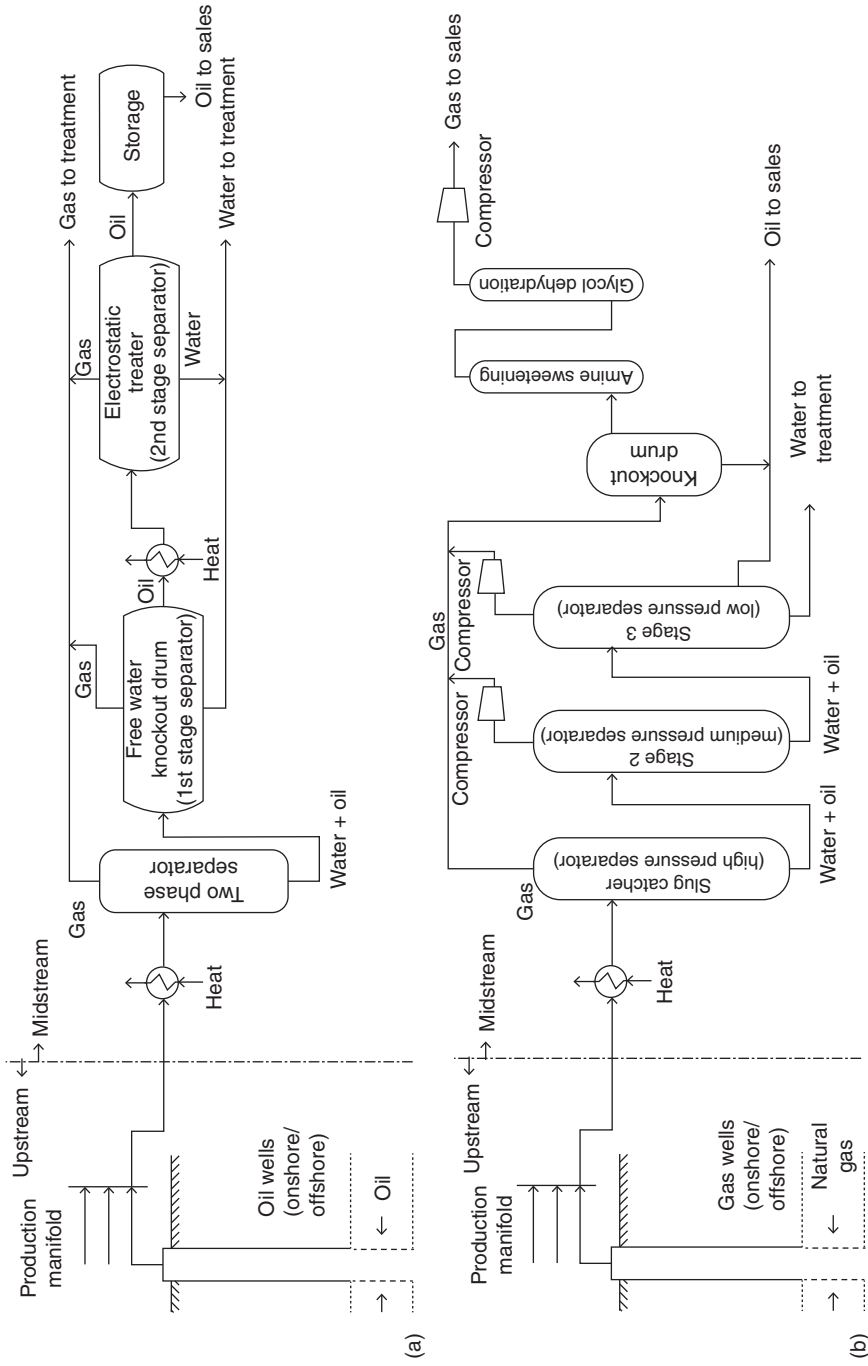 Upstream
Midstream
Production
manifold
Oil wells
(onshore/
offshore)
Oil
Heat
Gas
Two phase
separator
Water + oil
Gas
Free water
knockout drum
(1st stage separator)
Oil
Heat
Gas
Electrostatic
treater
(2nd stage separator)
Water
Oil
Storage
Oil to sales
Gas to treatment
Water to treatment
(a)
Upstream
Midstream
Production
manifold
Gas wells
(onshore/
offshore)
Natural
gas
Heat
Gas
Slug catcher
(high pressure separator)
Water + oil
Compressor
Stage 2
(medium pressure separator)
Water + oil
Gas
Compressor
Stage 3
(low pressure separator)
Knockout
drum
Amine sweetening
Glycol dehydration
Compressor
Gas to sales
Oil to sales
Water to
treatment
(b)